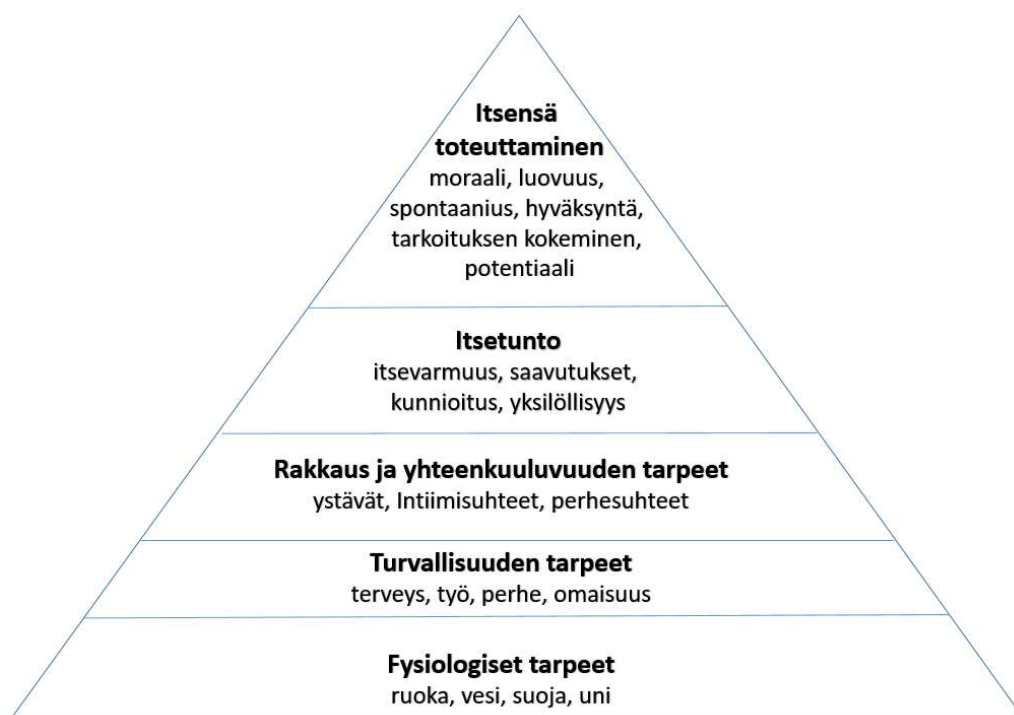 Itsensä
toteuttaminen
moraali, luovuus,
spontaanius, hyväksyntä,
tarkoituksen kokeminen,
potentiaali
Itsetunto
itsevarmuus, saavutukset,
kunnioitus, yksilöllisyys
Rakkaus ja yhteenkuuluvuuden tarpeet
ystävät, Intiimisuhteet, perhesuhteet
Turvallisuuden tarpeet
terveys, työ, perhe, omaisuus
Fysiologiset tarpeet
ruoka, vesi, suoja, uni